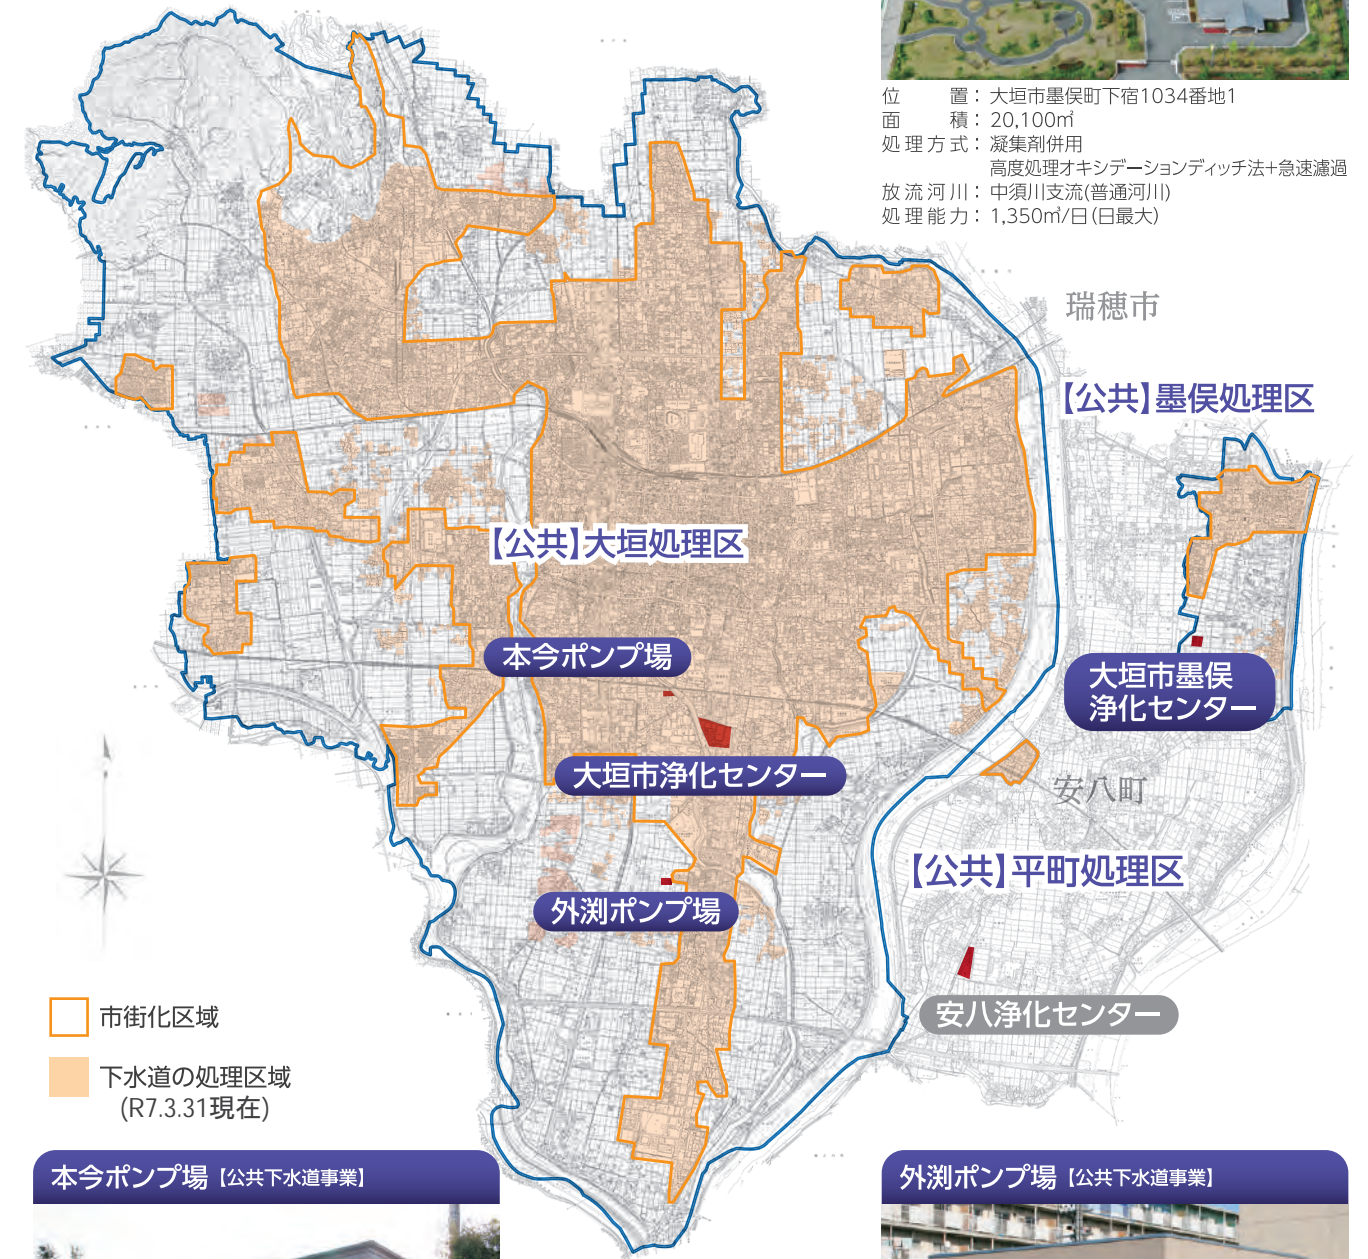 位置：大垣市墨俣町下宿1034番地1
面積：20,100㎡
処理方式：凝集剤併用
高度処理オキシデーションディッチ法+急速濾過
放流河川：中須川支流(普通河川)
処理能力：1,350㎥/日(日最大)
瑞穂市
【公共】墨俣処理区
【公共】大垣処理区
本今ポンプ場
大垣市墨俣
浄化センター
大垣市浄化センター
安八町
【公共】平町処理区
外渕ポンプ場
安八浄化センター
市街化区域
下水道の処理区域
(R7.3.31現在)
本今ポンプ場【公共下水道事業】
外渕ポンプ場【公共下水道事業】